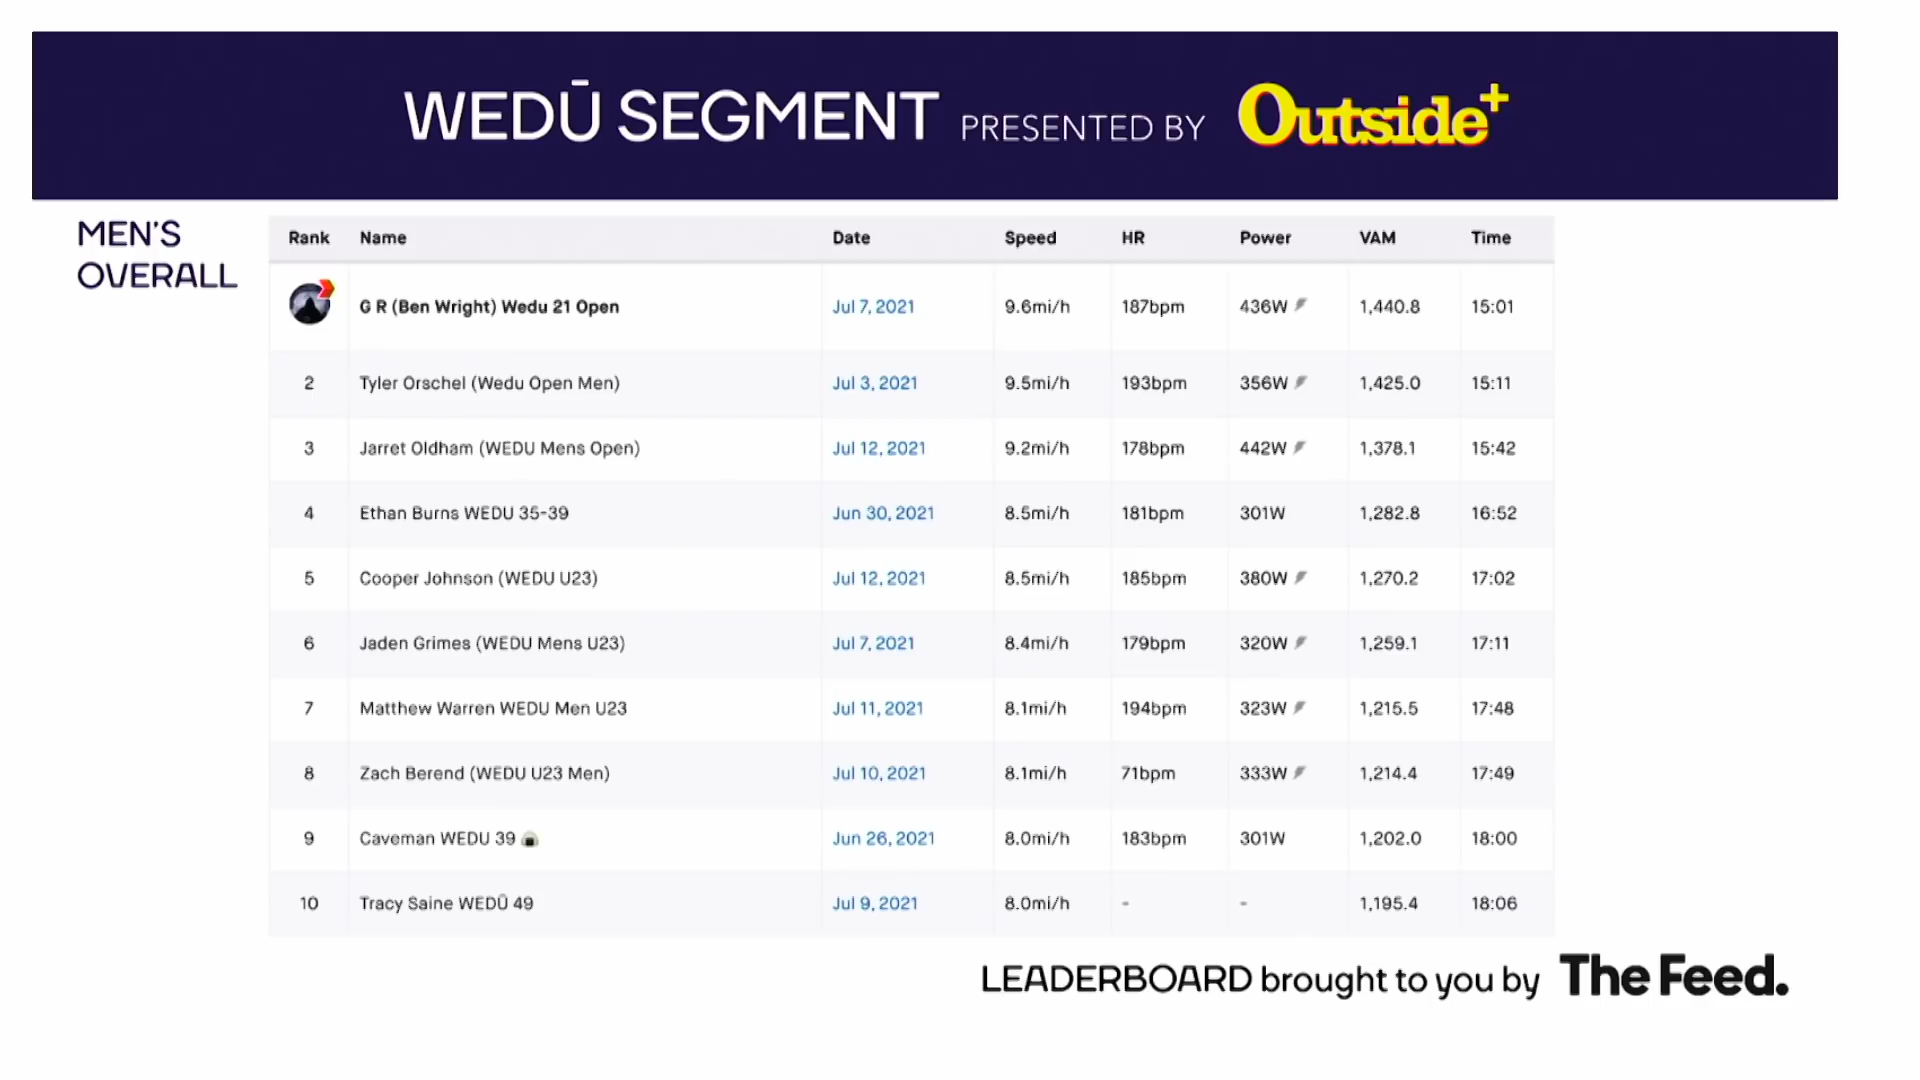 WEDŪ SEGMENT PRESENTED BY Outside+
MEN'S
OVERALL
Rank Name Date Speed HR Power VAM Time
G R (Ben Wright) Wedu 21 Open Jul 7, 2021 9.6mi/h 187bpm 436W 1,440.8 15:01
2 Tyler Orschel (Wedu Open Men) Jul 3, 2021 9.5mi/h 193bpm 356W 1,425.0 15:11
3 Jarret Oldham (WEDU Mens Open) Jul 12, 2021 9.2mi/h 178bpm 442W 1,378.1 15:42
4 Ethan Burns WEDU 35-39 Jun 30, 2021 8.5mi/h 181bpm 301W 1,282.8 16:52
5 Cooper Johnson (WEDU U23) Jul 12, 2021 8.5mi/h 185bpm 380W 1,270.2 17:02
6 Jaden Grimes (WEDU Mens U23) Jul 7, 2021 8.4mi/h 179bpm 320W 1,259.1 17:11
7 Matthew Warren WEDU Men U23 Jul 11, 2021 8.1mi/h 194bpm 323W 1,215.5 17:48
8 Zach Berend (WEDU U23 Men) Jul 10, 2021 8.1mi/h 71bpm 333W 1,214.4 17:49
9 Caveman WEDU 39 🍙 Jun 26, 2021 8.0mi/h 183bpm 301W 1,202.0 18:00
10 Tracy Saine WEDŪ 49 Jul 9, 2021 8.0mi/h - - 1,195.4 18:06
LEADERBOARD brought to you by The Feed.